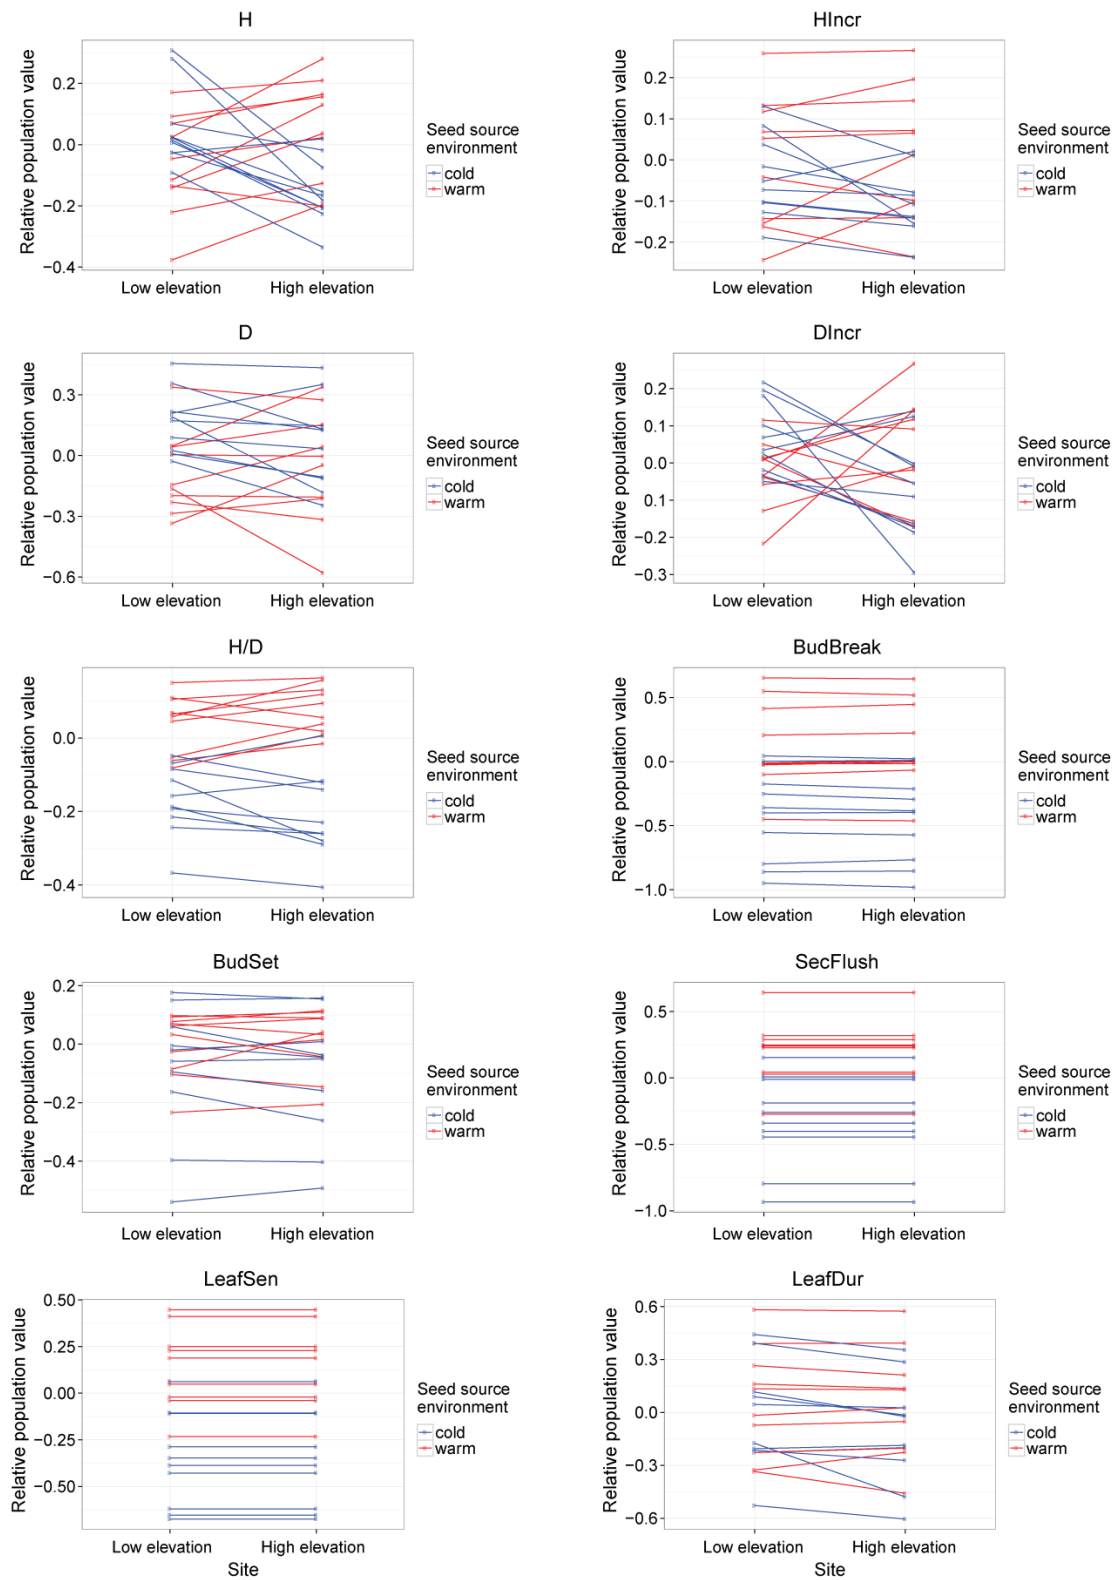 H
Relative population value
0.2
0.0
−0.2
−0.4
Low elevation High elevation
Seed source
environment
cold
warm
HIncr
Relative population value
0.2
0.1
0.0
−0.1
−0.2
Low elevation High elevation
Seed source
environment
cold
warm
D
Relative population value
0.3
0.0
−0.3
−0.6
Low elevation High elevation
Seed source
environment
cold
warm
DIncr
Relative population value
0.2
0.1
0.0
0.1
−0.2
−0.3
Low elevation High elevation
Seed source
environment
cold
warm
H/D
Relative population value
0.0
−0.2
−0.4
Low elevation High elevation
Seed source
environment
cold
warm
BudBreak
Relative population value
0.5
0.0
−0.5
−1.0
Low elevation High elevation
Seed source
environment
cold
warm
BudSet
Relative population value
0.2
0.0
−0.2
−0.4
Low elevation High elevation
Seed source
environment
cold
warm
SecFlush
Relative population value
0.5
0.0
−0.5
−1.0
Low elevation High elevation
Seed source
environment
cold
warm
LeafSen
Relative population value
0.50
0.25
0.00
−0.25
−0.50
Low elevation High elevation
Site
Seed source
environment
cold
warm
LeafDur
Relative population value
0.6
0.3
0.0
−0.3
−0.6
Low elevation High elevation
Site
Seed source
environment
cold
warm